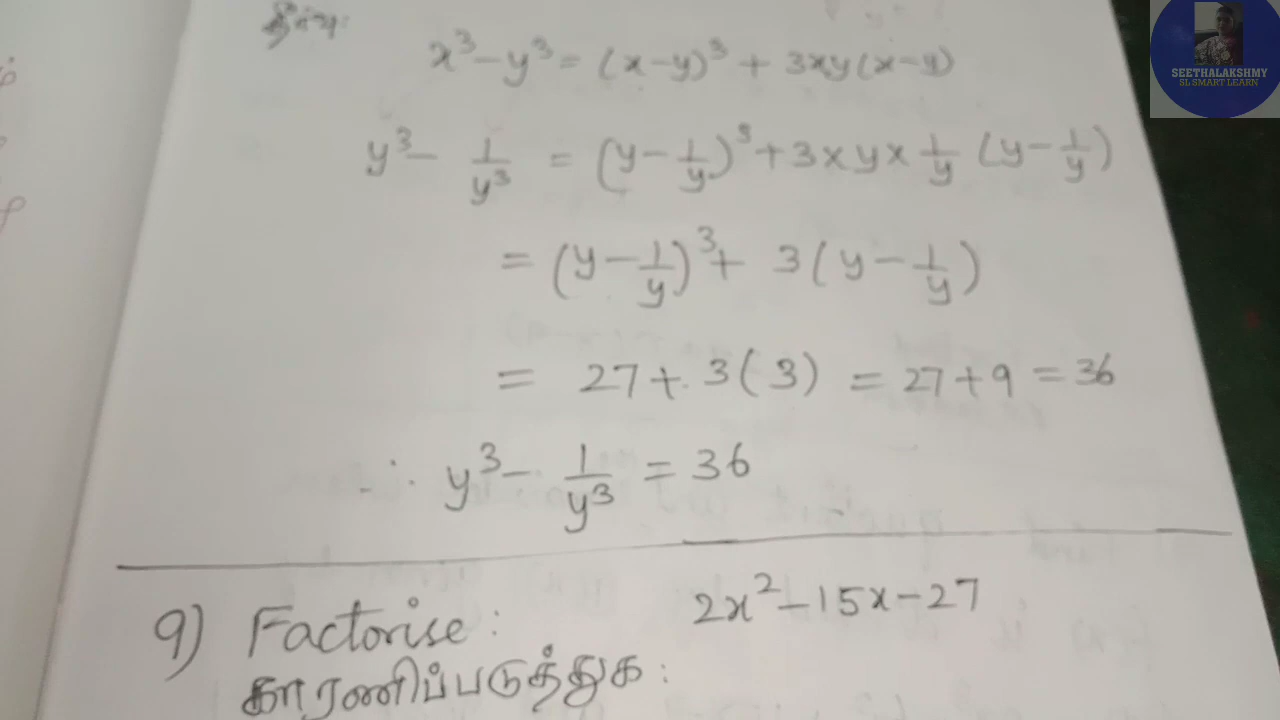 தீர்வு:
x³ - y³ = (x-y)³ + 3xy(x-y)
y³ - 1/y³ = (y - 1/y)³ + 3 x y x 1/y (y - 1/y)
= (y - 1/y)³ + 3(y - 1/y)
= 27 + 3(3) = 27 + 9 = 36
∴ y³ - 1/y³ = 36
9) Factorise: 2x² - 15x - 27
காரணிப்படுத்துக:
SEETHALAKSHMY
SL SMART LEARN